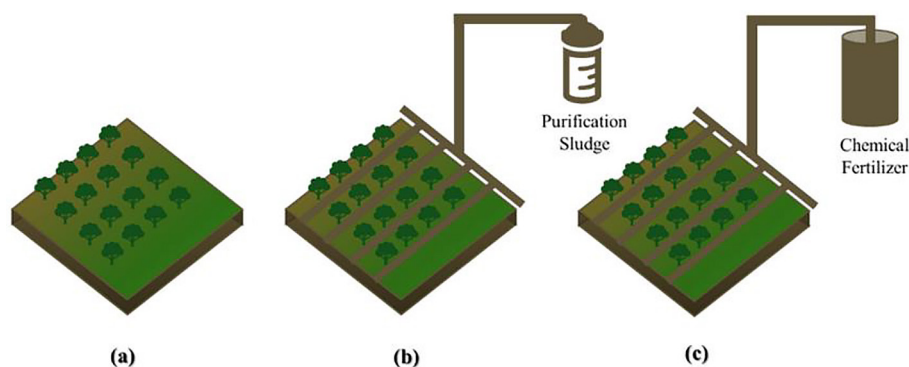 Purification
Sludge
Chemical
Fertilizer
(a)
(b)
(c)